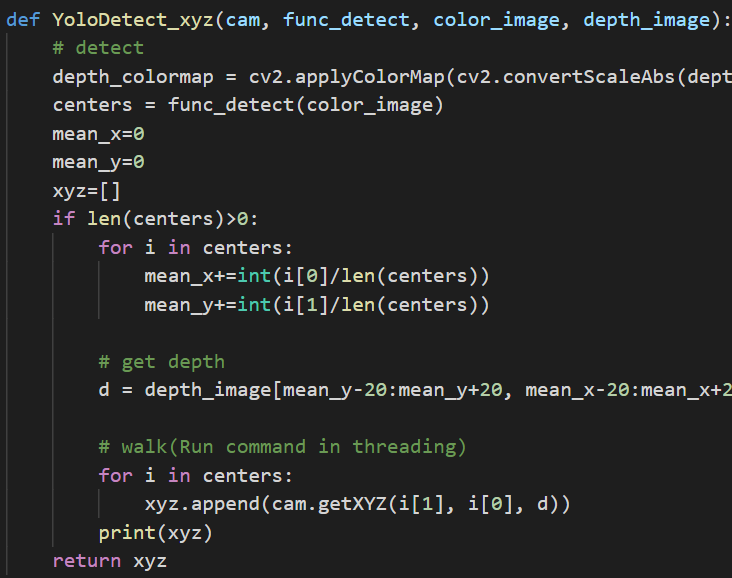 def YoloDetect_xyz(cam, func_detect, color_image, depth_image):
    # detect
    depth_colormap = cv2.applyColorMap(cv2.convertScaleAbs(dept
    centers = func_detect(color_image)
    mean_x=0
    mean_y=0
    xyz=[]
    if len(centers)>0:
        for i in centers:
            mean_x+=int(i[0]/len(centers))
            mean_y+=int(i[1]/len(centers))
        # get depth
        d = depth_image[mean_y-20:mean_y+20, mean_x-20:mean_x+2
        # walk(Run command in threading)
        for i in centers:
            xyz.append(cam.getXYZ(i[1], i[0], d))
        print(xyz)
    return xyz